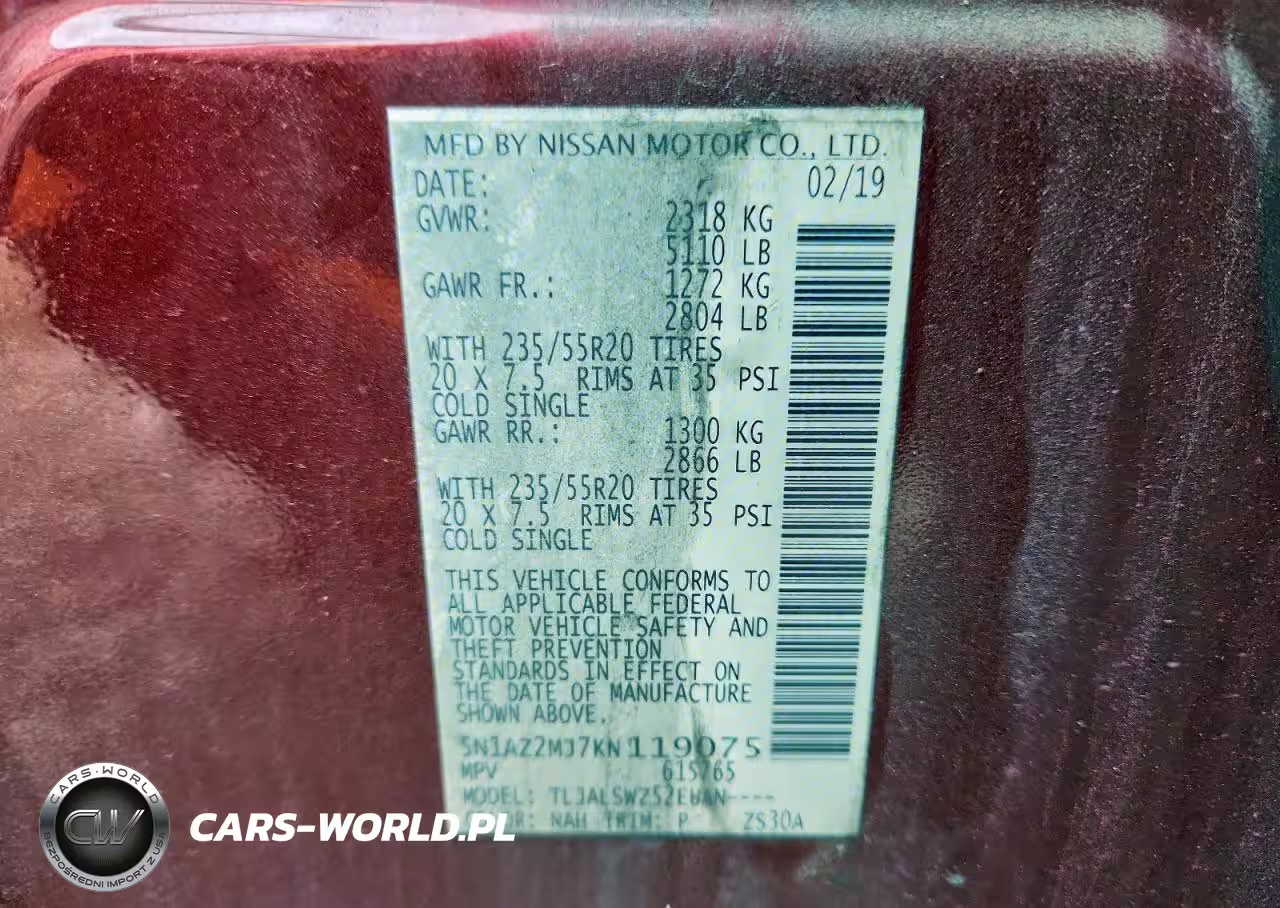 MFD BY NISSAN MOTOR CO., LTD.
DATE: 02/19
GVWR: 2318 KG
5110 LB
GAWR FR.: 1272 KG
2804 LB
WITH 235/55R20 TIRES
20 X 7.5 RIMS AT 35 PSI
COLD SINGLE
GAWR RR.: 1300 KG
2866 LB
WITH 235/55R20 TIRES
20 X 7.5 RIMS AT 35 PSI
COLD SINGLE
THIS VEHICLE CONFORMS TO
ALL APPLICABLE FEDERAL
MOTOR VEHICLE SAFETY AND
THEFT PREVENTION
STANDARDS IN EFFECT ON
THE DATE OF MANUFACTURE
SHOWN ABOVE.
5N1AZ2MJ7KN119075
MPV 615765
MODEL: TLJALSWZ52EUAN----
NAH TRIM: P ZS30A
CARS-WORLD
CW
BEZPOŚREDNI IMPORT Z USA
CARS-WORLD.PL